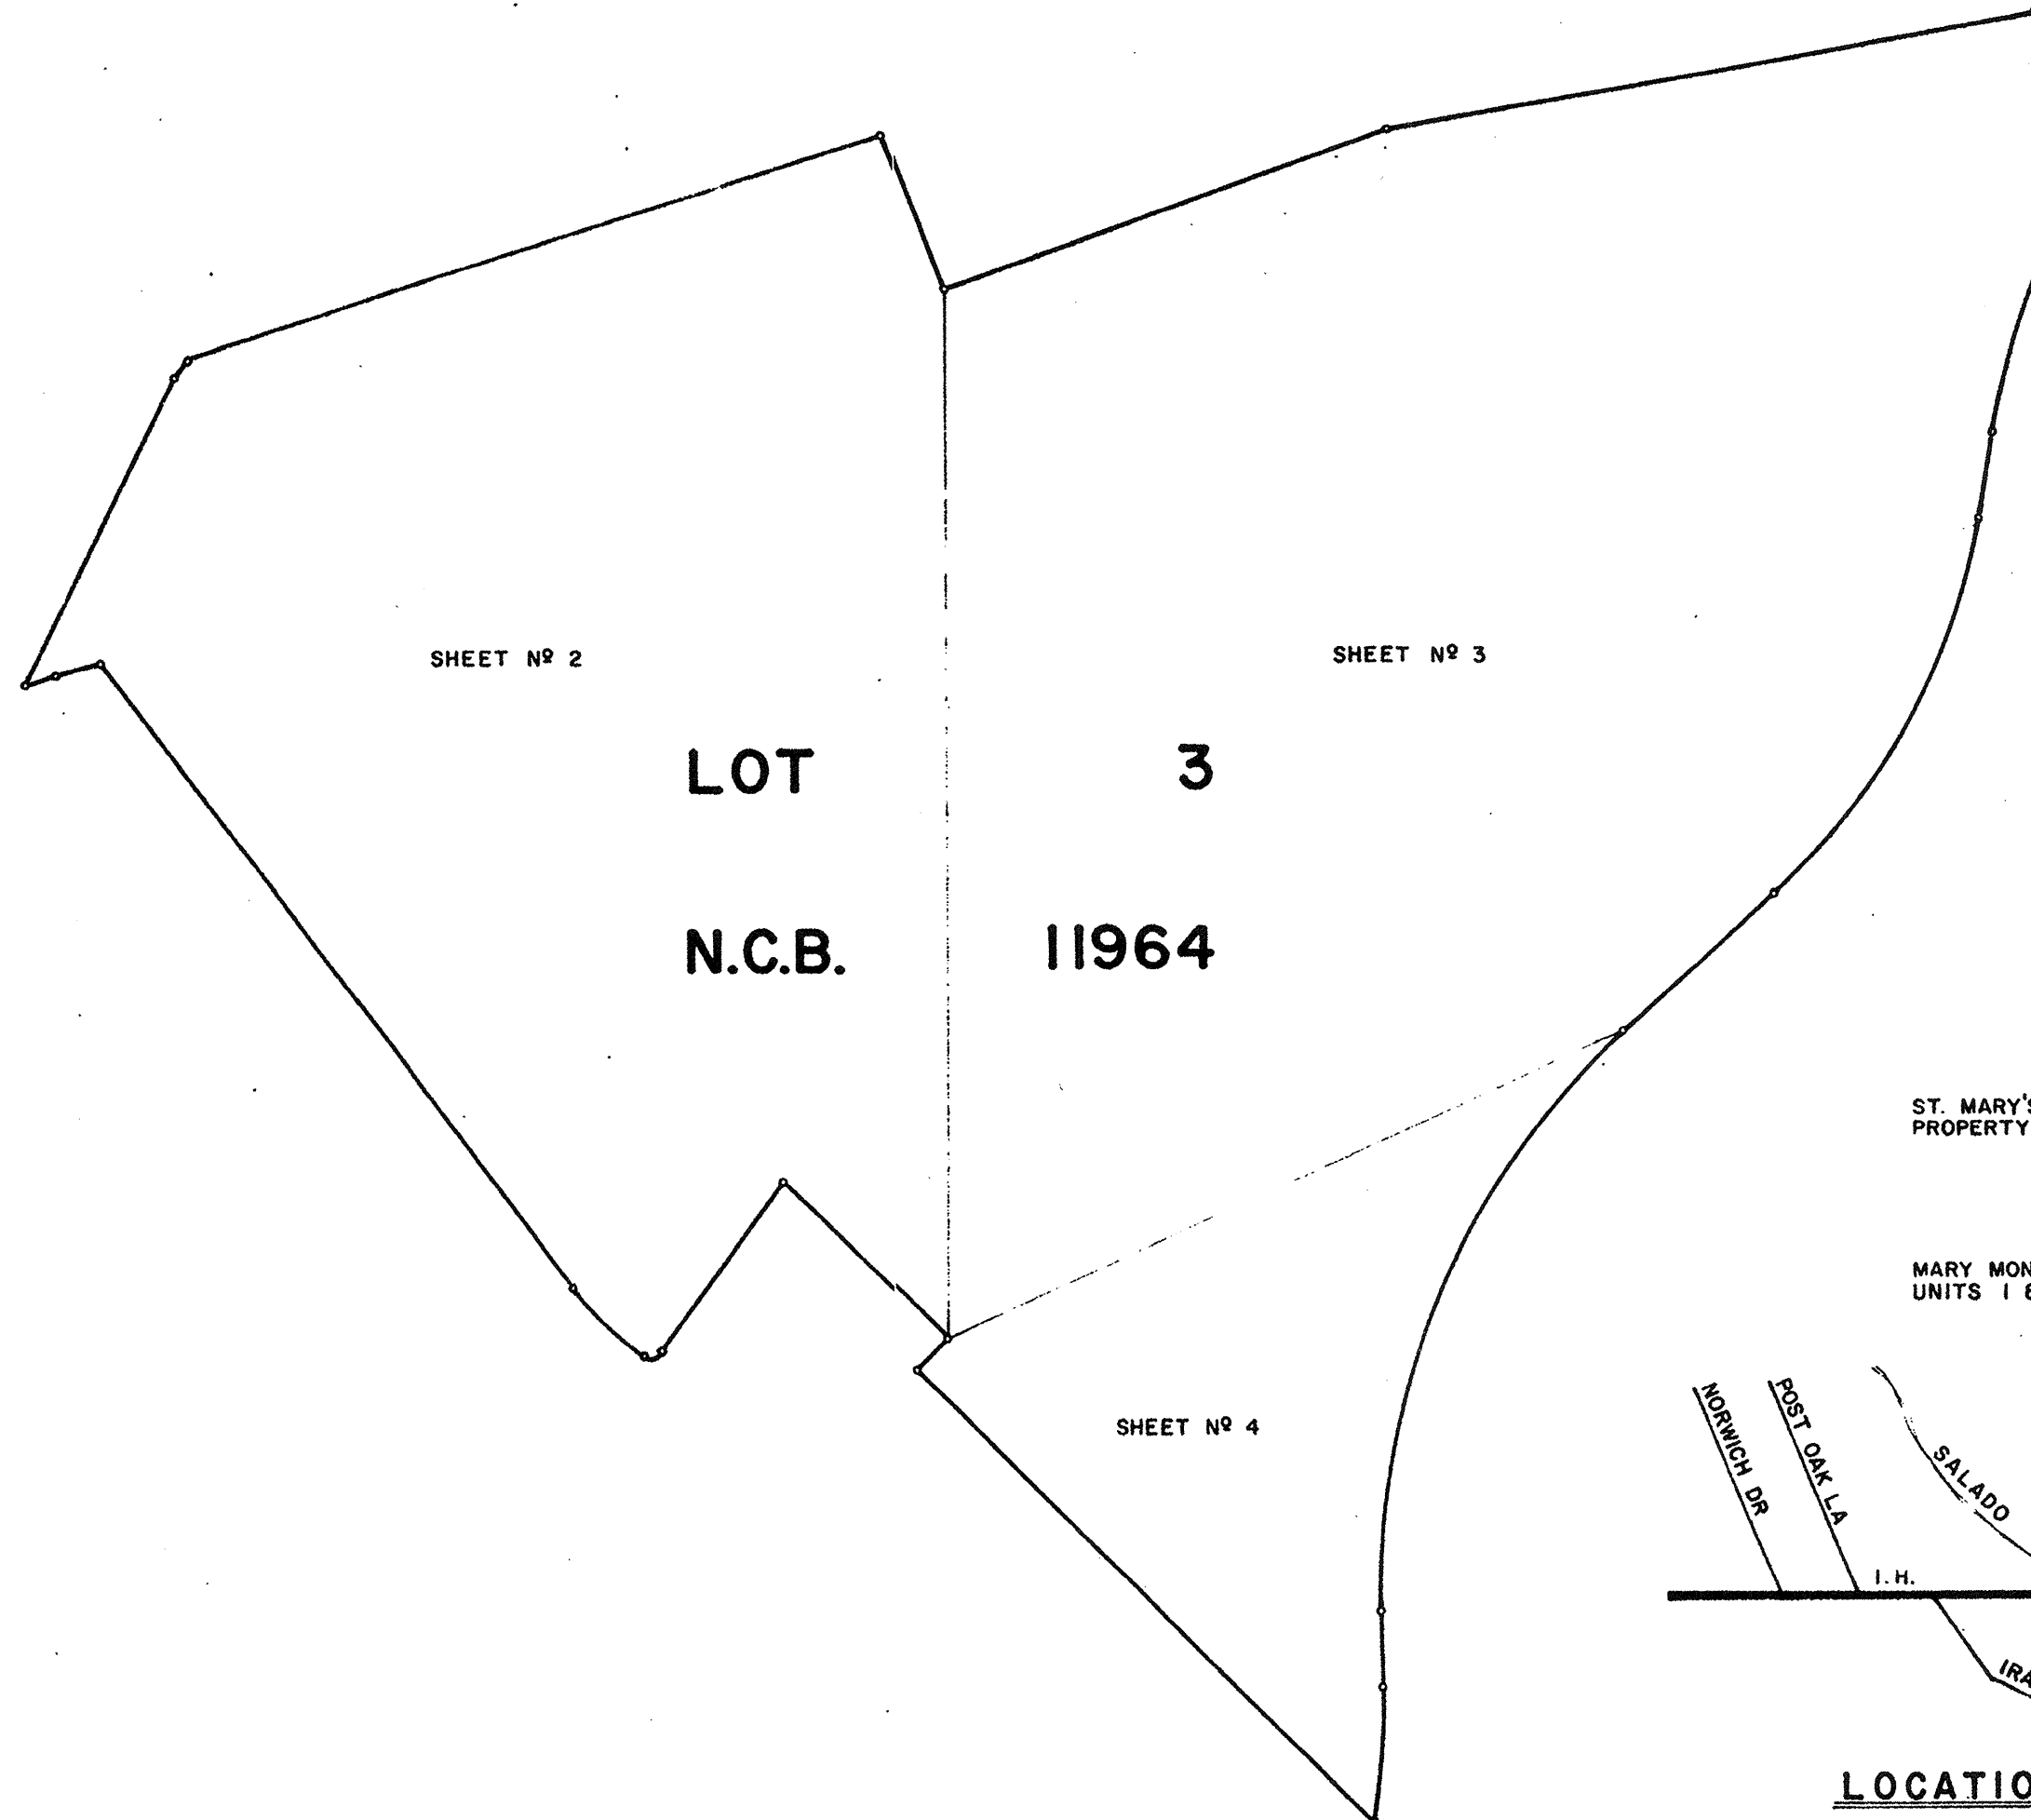 SHEET Nº 2
SHEET Nº 3
LOT 3
N.C.B. 11964
ST. MARY'S
PROPERTY
MARY MON
UNITS 1
SHEET Nº 4
NORWICH DR
POST OAK LA
SALADO
I.H.
IRA
LOCATIO